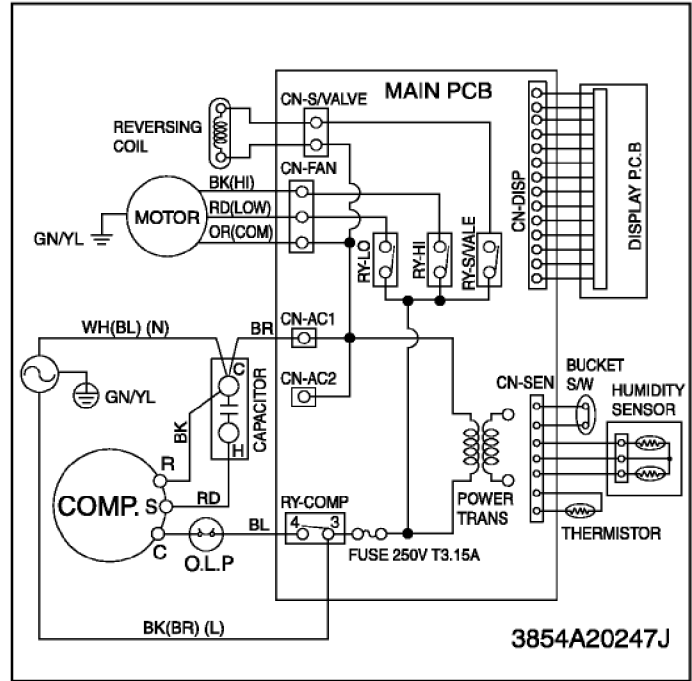 MAIN PCB
CN-S/VALVE
REVERSING
COIL
CN-FAN
BK(HI)
RD(LOW)
OR(COM)
MOTOR
GN/YL
RY-LO
RY-HI
RY-S/VALE
CN-DISP
DISPLAY P.C.B
WH(BL) (N)
BR
CN-AC1
CN-AC2
GN/YL
C
H
CAPACITOR
BK
R
S
C
COMP.
RD
O.L.P
BL
RY-COMP
4 3
FUSE 250V T3.15A
POWER
TRANS
CN-SEN
BUCKET
S/W
HUMIDITY
SENSOR
THERMISTOR
BK(BR) (L)
3854A20247J